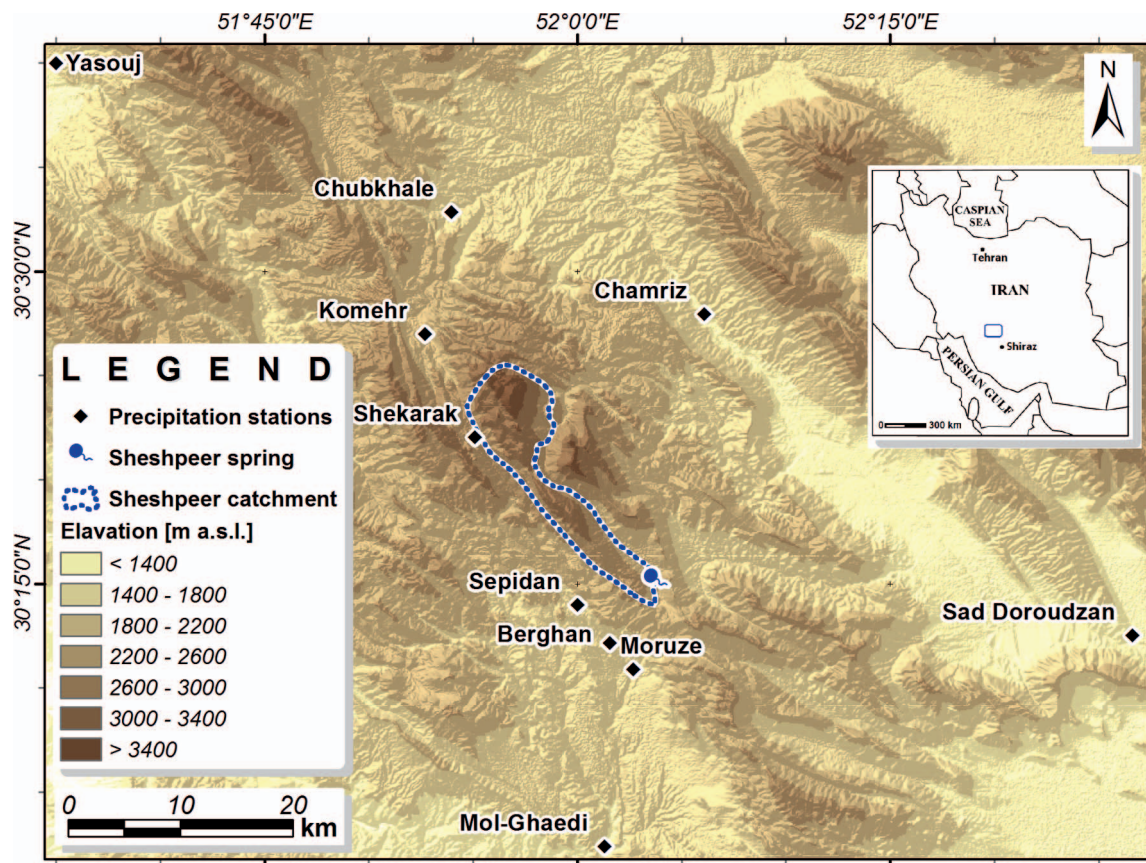 51°45'0"E
52°0'0"E
52°15'0"E
Yasouj
N
Chubkhale
CASPIAN
SEA
Tehran
30°30'0"N
Chamriz
IRAN
Komehr
Shiraz
PERSIAN GULF
0 300 km
L E G E N D
Precipitation stations
Shekarak
Sheshpeer spring
Sheshpeer catchment
Elavation [m a.s.l.]
< 1400
1400 - 1800
1800 - 2200
2200 - 2600
2600 - 3000
3000 - 3400
> 3400
30°15'0"N
Sepidan
Sad Doroudzan
Berghan
Moruze
0 10 20
km
Mol-Ghaedi